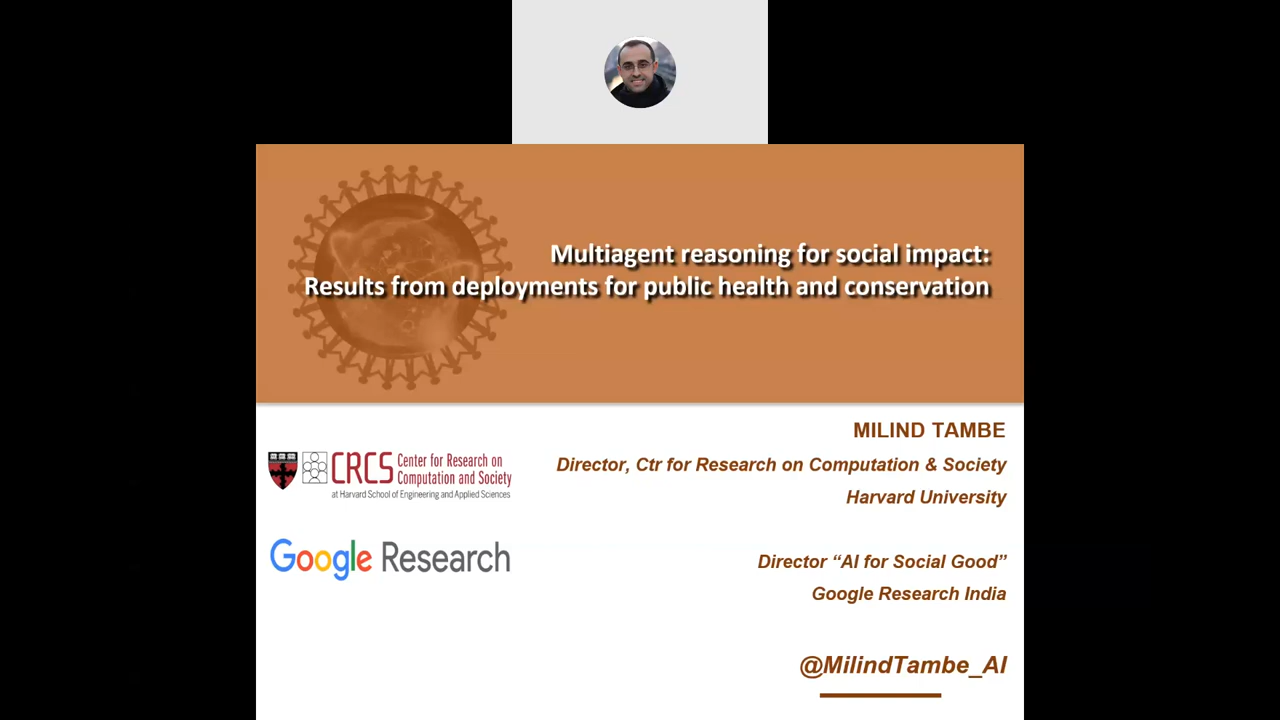 Multiagent reasoning for social impact:
Results from deployments for public health and conservation
MILIND TAMBE
Director, Ctr for Research on Computation & Society
Harvard University
CRCS Center for Research on
Computation and Society
at Harvard School of Engineering and Applied Sciences
Google Research
Director “AI for Social Good”
Google Research India
@MilindTambe_AI